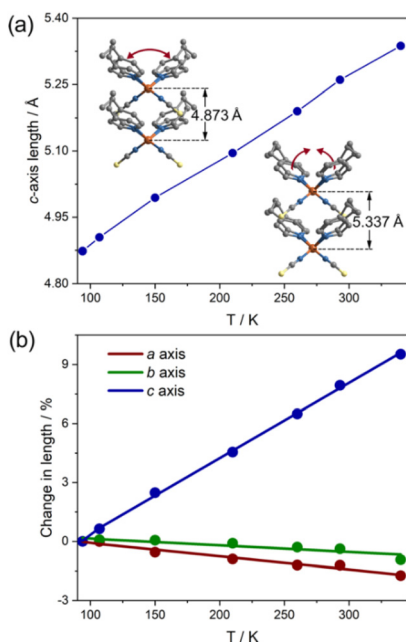 (a)
5.40
5.25
5.10
4.95
4.80
c-axis length / Å
4.873 Å
5.337 Å
100 150 200 250 300
T / K
(b)
a axis
b axis
c axis
9
6
3
0
-3
Change in length / %
100 150 200 250 300
T / K